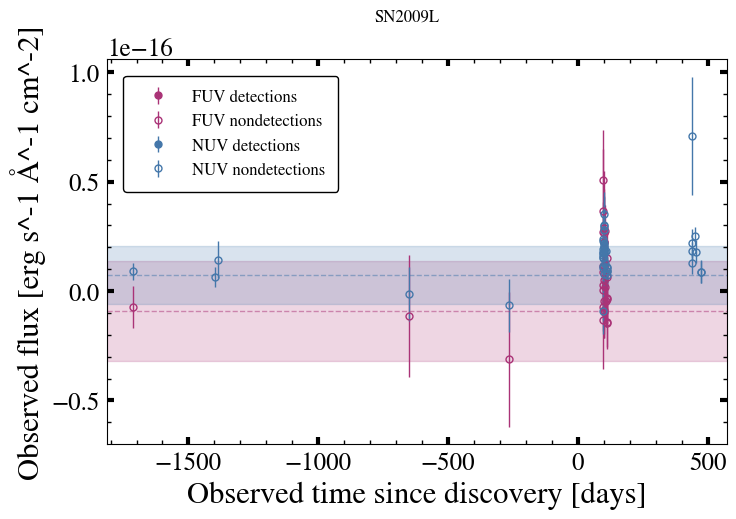 SN2009L
1e−16
FUV detections
FUV nondetections
NUV detections
NUV nondetections
1.0
0.5
0.0
−0.5
Observed flux [erg s^-1 Å^-1 cm^-2]
−1500 −1000 −500 0 500
Observed time since discovery [days]